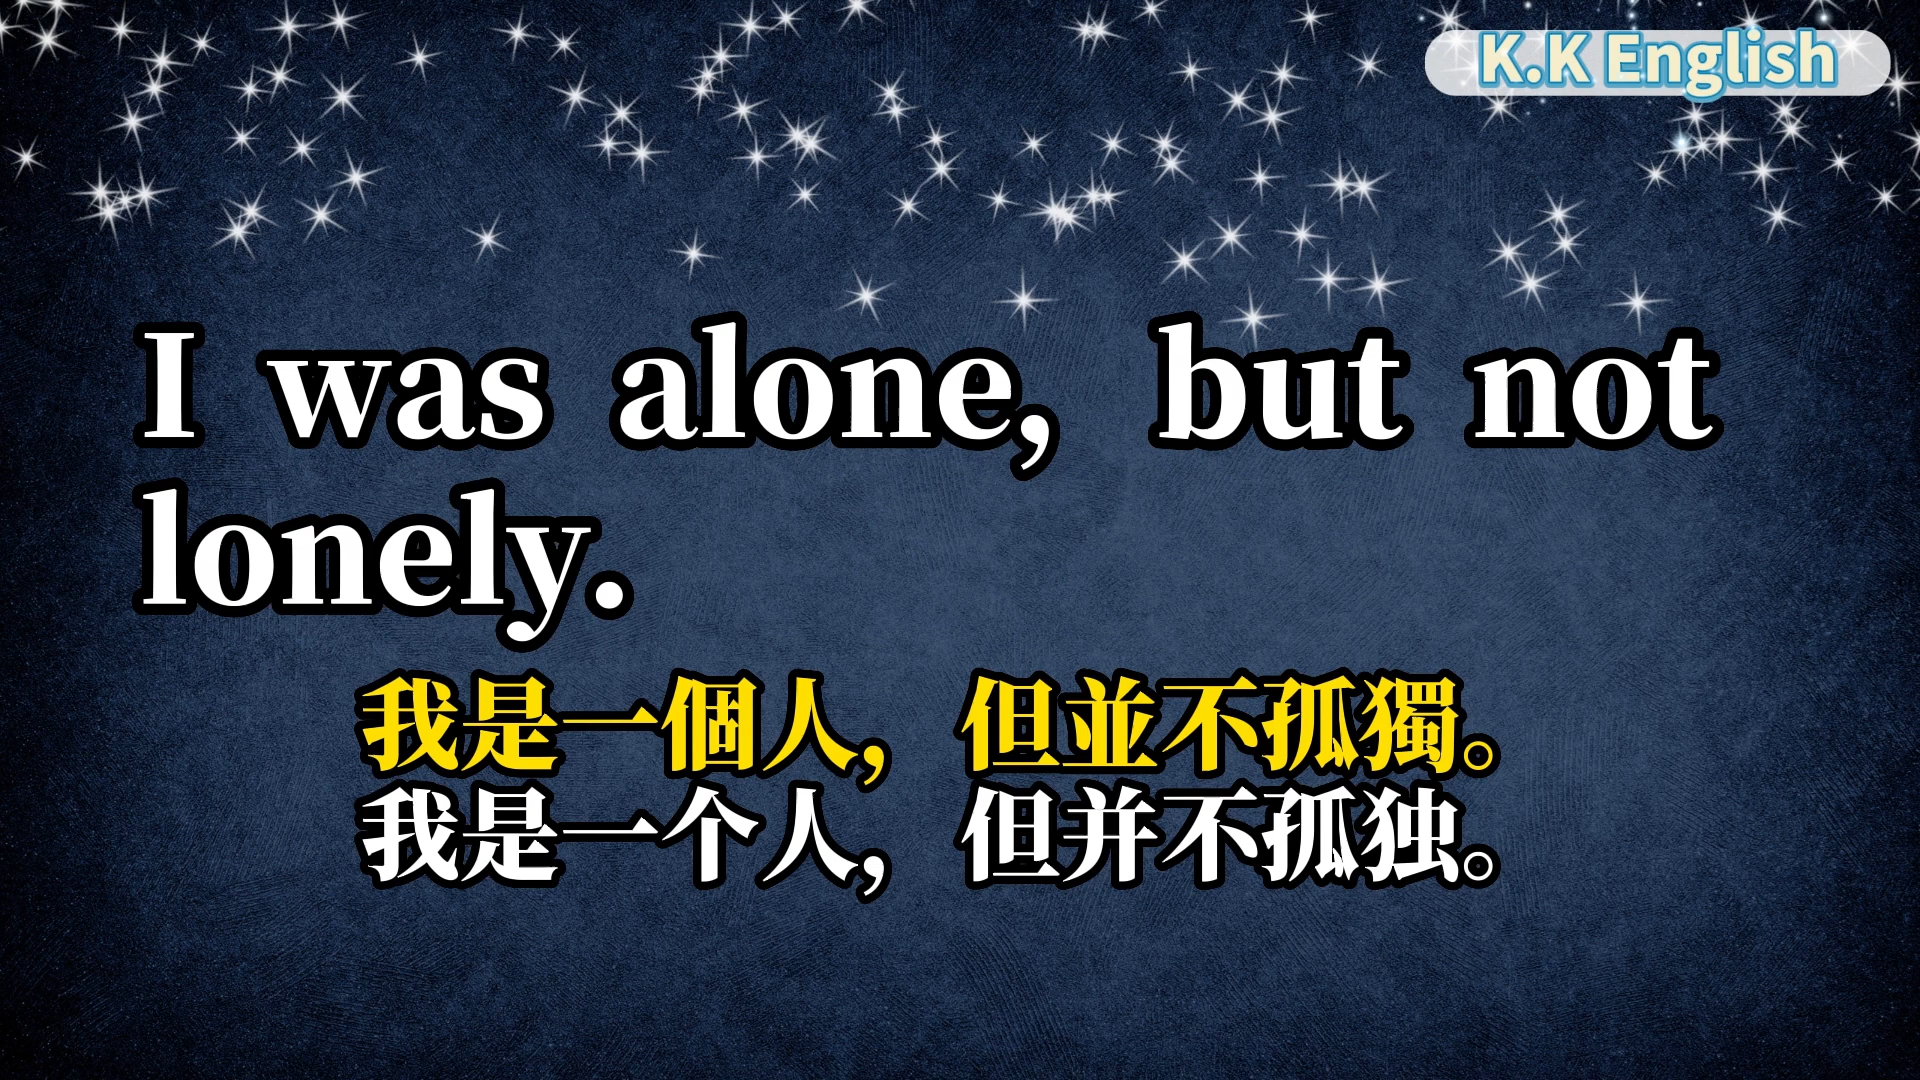 K.K English
I was alone, but not
lonely.
我是一個人，但並不孤獨。
我是一个人，但并不孤独。